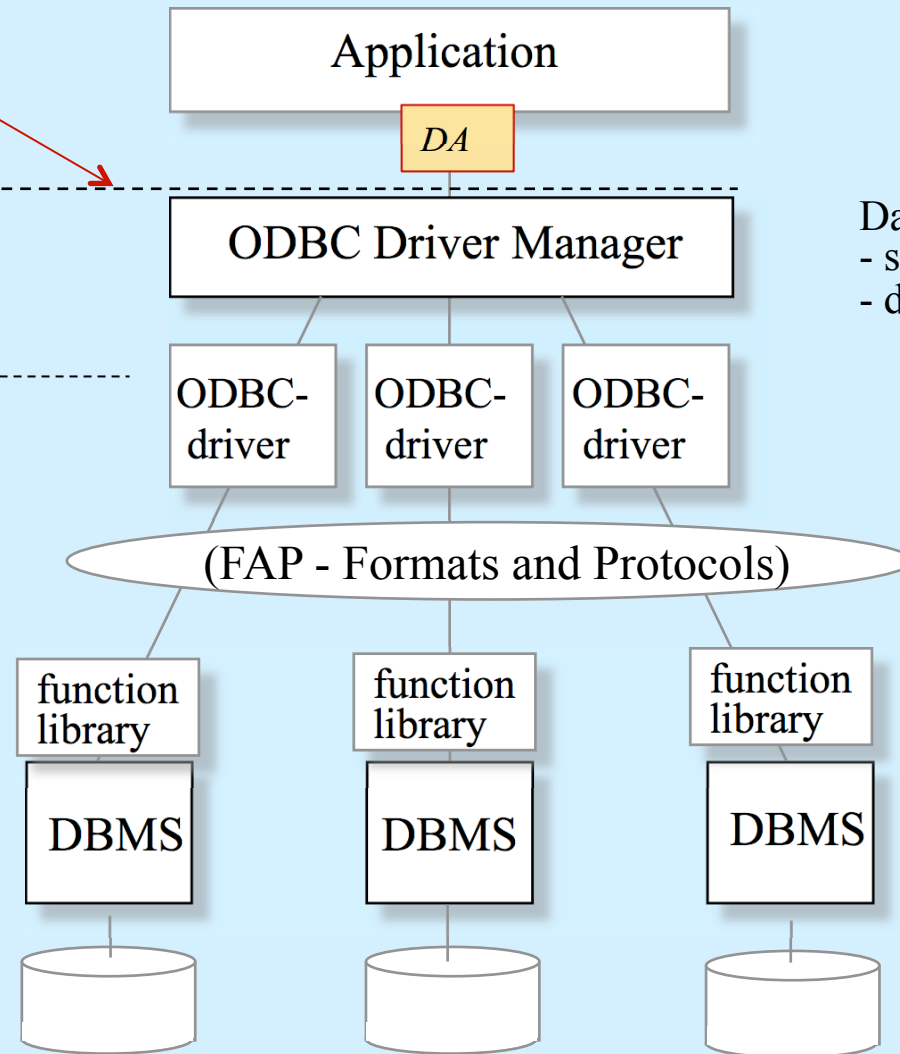 Application
DA
ODBC Driver Manager
ODBC-
driver
ODBC-
driver
ODBC-
driver
(FAP - Formats and Protocols)
function
library
function
library
function
library
DBMS
DBMS
DBMS